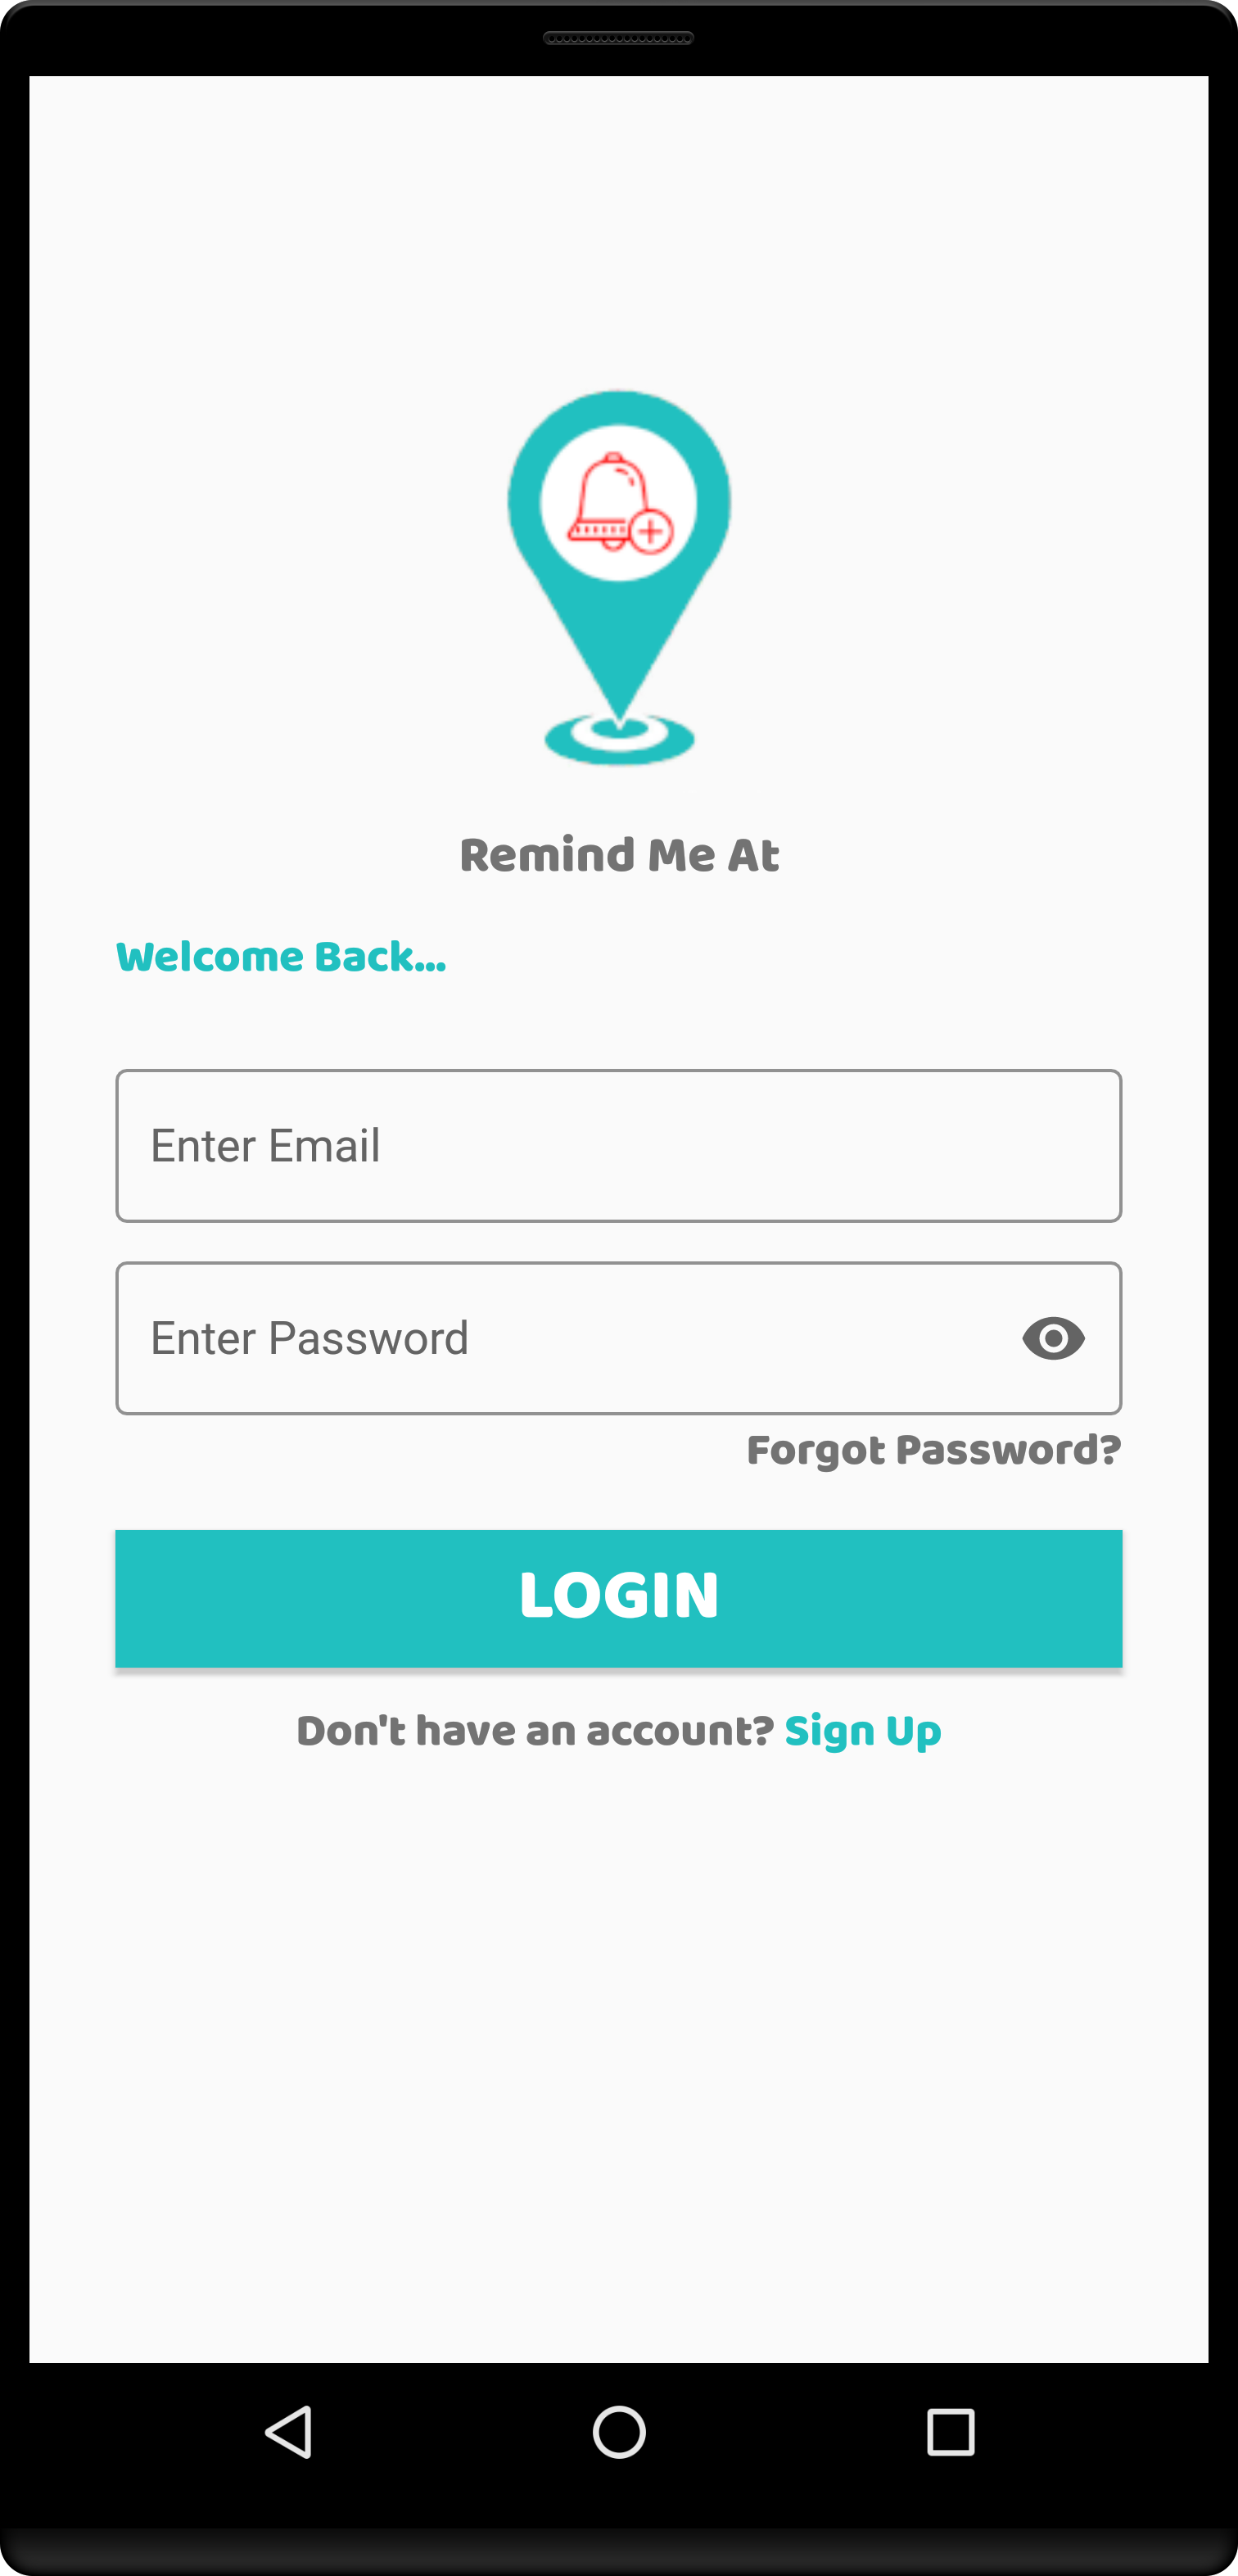 Remind Me At
Welcome Back...
Enter Email
Enter Password
Forgot Password?
LOGIN
Don't have an account? Sign Up